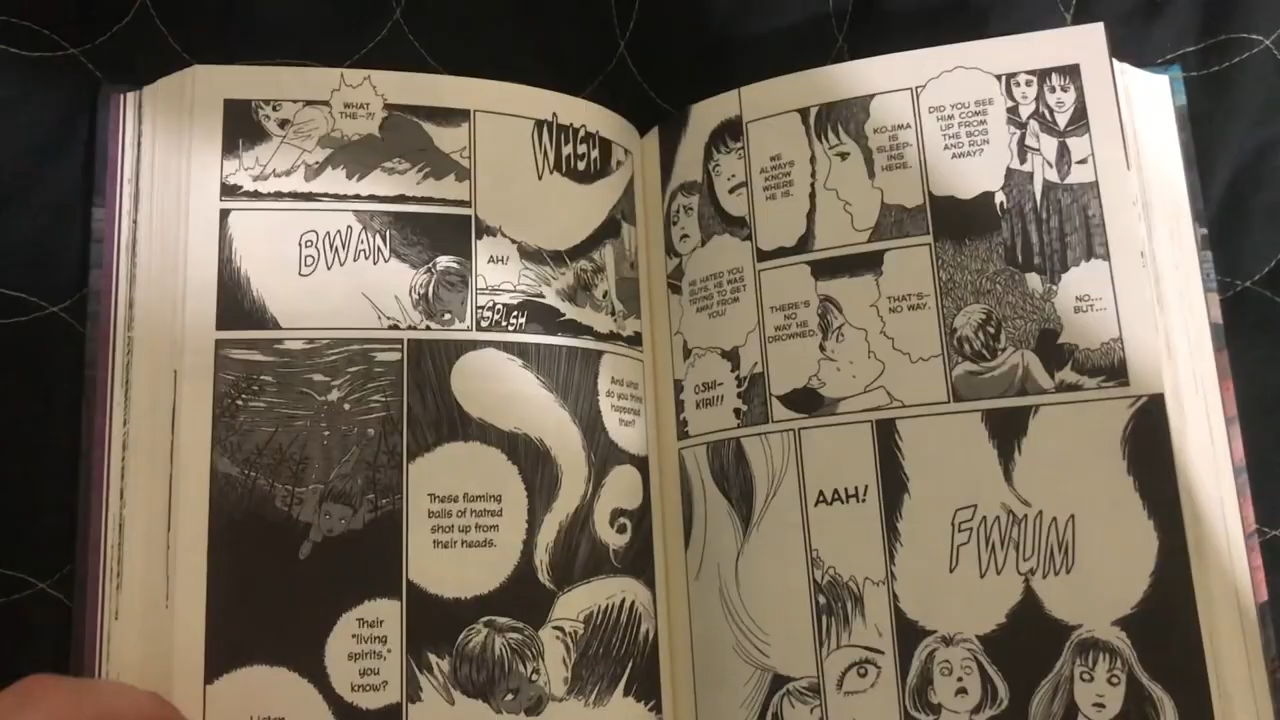 DID YOU SEE
HIM COME
UP FROM
THE BOG
AND RUN
AWAY?
NO...
BUT...
KOJIMA
IS
SLEEP-
ING
HERE.
WE
ALWAYS
KNOW
WHERE
HE IS.
THAT'S—
NO WAY.
THERE'S
NO
WAY HE
DROWNED.
HE HATED YOU
GUYS. HE WAS
TRYING TO GET
AWAY FROM
YOU!
OSHI-
KIRI!!
FWUM
AAH!
WHSH
AH!
SPLSH
WHAT
THE—?!
BWAN
And what
do you think
happened
then?
These flaming
balls of hatred
shot up from
their heads.
Their
"living
spirits,"
you
know?